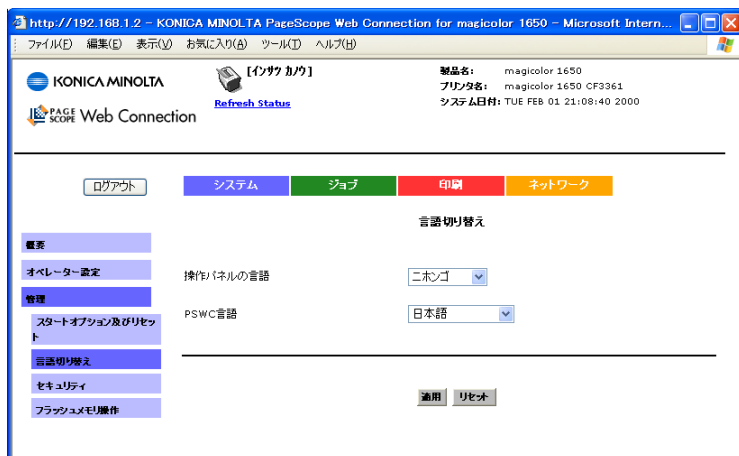 http://192.168.1.2 - KONICA MINOLTA PageScope Web Connection for magicolor 1650 - Microsoft Intern...
ファイル(F) 編集(E) 表示(V) お気に入り(A) ツール(T) ヘルプ(H)
KONICA MINOLTA
PAGE SCOPE Web Connection
[インサツ カノウ]
Refresh Status
製品名: magicolor 1650
プリンタ名: magicolor 1650 CF3361
システム日付: TUE FEB 01 21:08:40 2000
ログアウト
システム ジョブ 印刷 ネットワーク
概要
オペレーター設定
管理
スタートオプション及びリセッ
ト
言語切り替え
セキュリティ
フラッシュメモリ操作
言語切り替え
操作パネルの言語 ニホンゴ
PSWC言語 日本語
適用 リセット